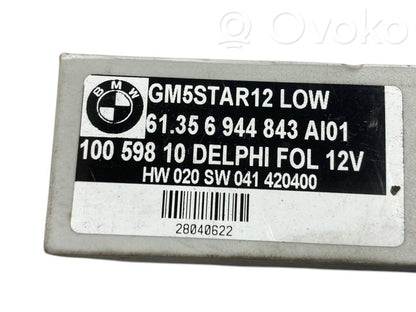 Ovoko
BMW
GM5STAR12 LOW
61.35 6 944 843 AI01
100 598 10 DELPHI FOL 12V
HW 020 SW 041 420400
28040622